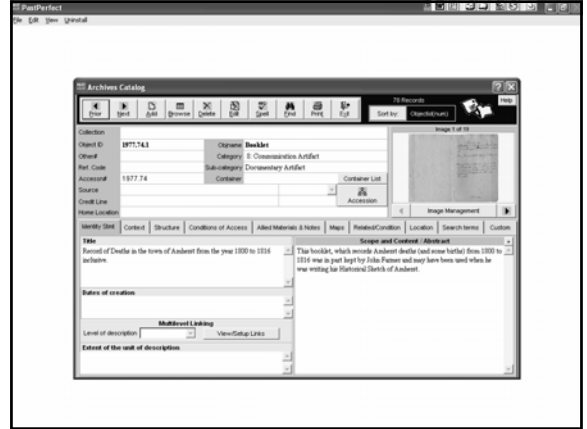 PastPerfect
File Edit View Uninstall
Archives Catalog
Prior Next Add Browse Delete Edit Spell Find Print Exit
78 Records
Sort by: Objectid(num)
Help
Collection
Object ID 1977.74.1 Objname Booklet
Other# Category 8: Communication Artifact
Ref. Code Sub-category Documentary Artifact
Accession# 1977.74 Container Container List
Source
Accession
Credit Line
Home Location
Image 1 of 19
Image Management
Identity Stmt Context Structure Conditions of Access Allied Materials & Notes Maps Related/Condition Location Search terms Custom
Title
Record of Deaths in the town of Amherst from the year 1800 to 1816
inclusive.
Dates of creation
Multilevel Linking
Level of description View/Setup Links
Extent of the unit of description
Scope and Content / Abstract
This booklet, which records Amherst deaths (and some births) from 1800 to
1816 was in part kept by John Farmer and may have been used when he
was writing his Historical Sketch of Amherst.